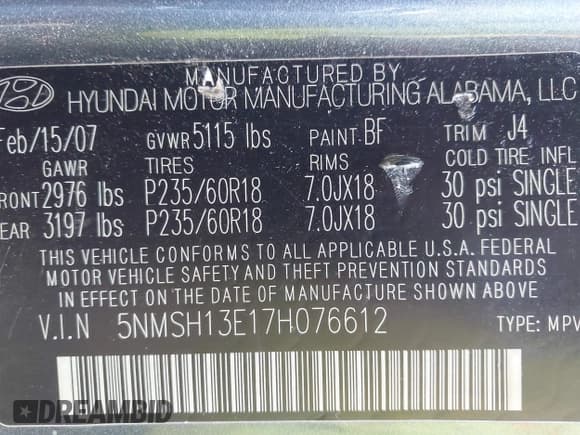 MANUFACTURED BY
HYUNDAI MOTOR MANUFACTURING ALABAMA, LLC
Feb/15/07 GVWR 5115 lbs PAINT BF TRIM J4
GAWR TIRES RIMS COLD TIRE INFL
FRONT 2976 lbs P235/60R18 7.0JX18 30 psi SINGLE
REAR 3197 lbs P235/60R18 7.0JX18 30 psi SINGLE
THIS VEHICLE CONFORMS TO ALL APPLICABLE U.S.A. FEDERAL
MOTOR VEHICLE SAFETY AND THEFT PREVENTION STANDARDS
IN EFFECT ON THE DATE OF MANUFACTURE SHOWN ABOVE
V.I.N 5NMSH13E17H076612 TYPE: MPV
DREAMBID